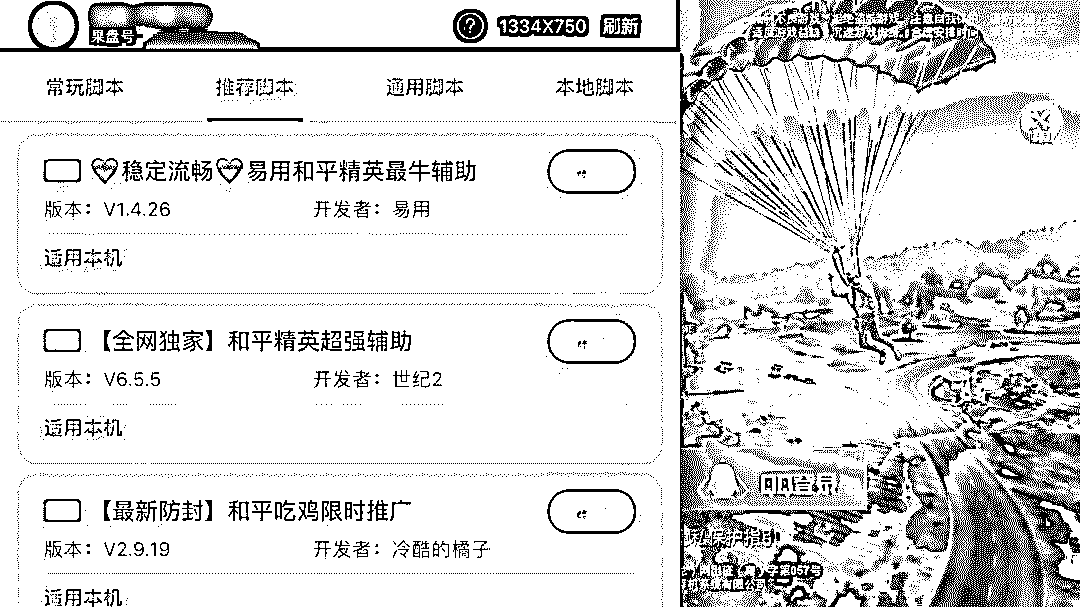 果盘号
1334X750 刷新
常玩脚本 推荐脚本 通用脚本 本地脚本
稳定流畅 易用和平精英最牛辅助
版本：V1.4.26 开发者：易用
适用本机
【全网独家】和平精英超强辅助
版本：V6.5.5 开发者：世纪2
适用本机
【最新防封】和平吃鸡限时推广
版本：V2.9.19 开发者：冷酷的橘子
适用本机